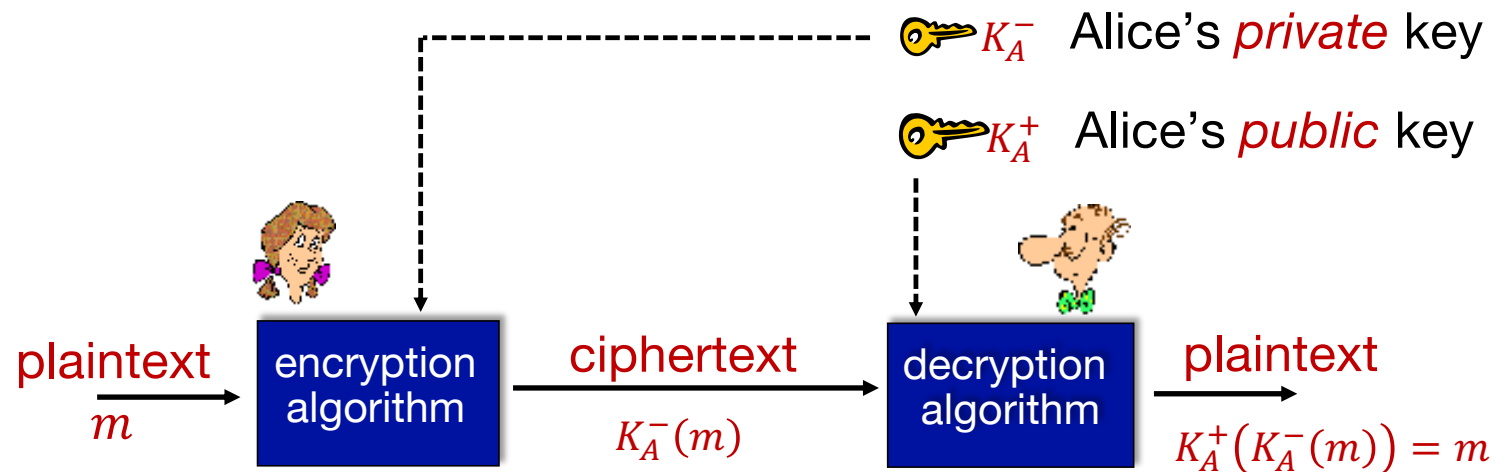 K_A^- Alice’s private key
K_A^+ Alice’s public key
plaintext
m
encryption
algorithm
ciphertext
K_A^-(m)
decryption
algorithm
plaintext
K_A^+(K_A^-(m)) = m